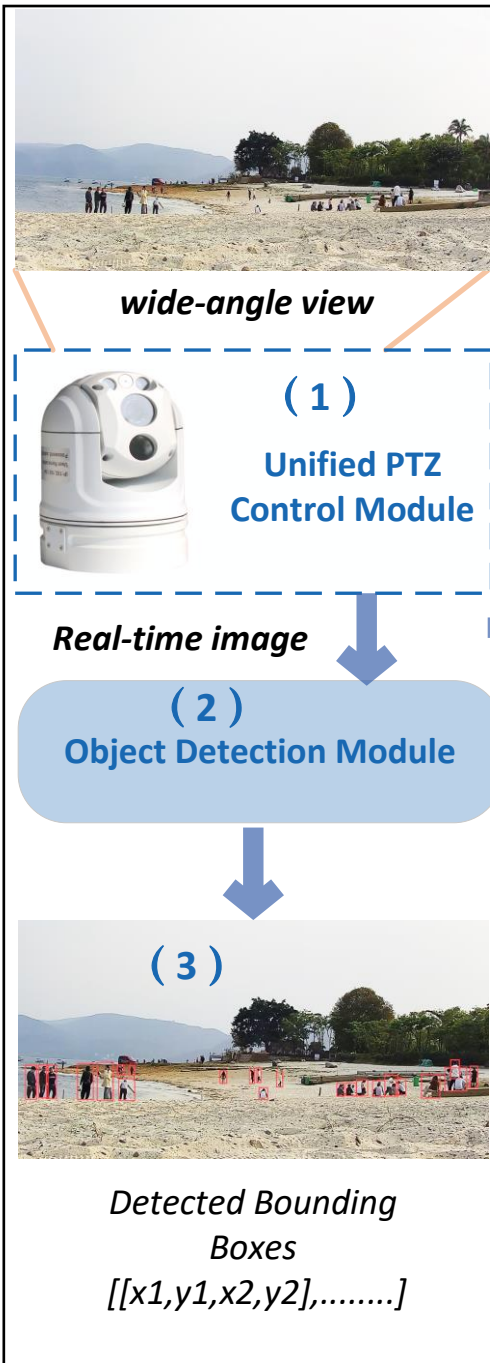 wide-angle view
(1)
Unified PTZ
Control Module
Real-time image
(2)
Object Detection Module
(3)
Detected Bounding
Boxes
[[x1,y1,x2,y2],........]